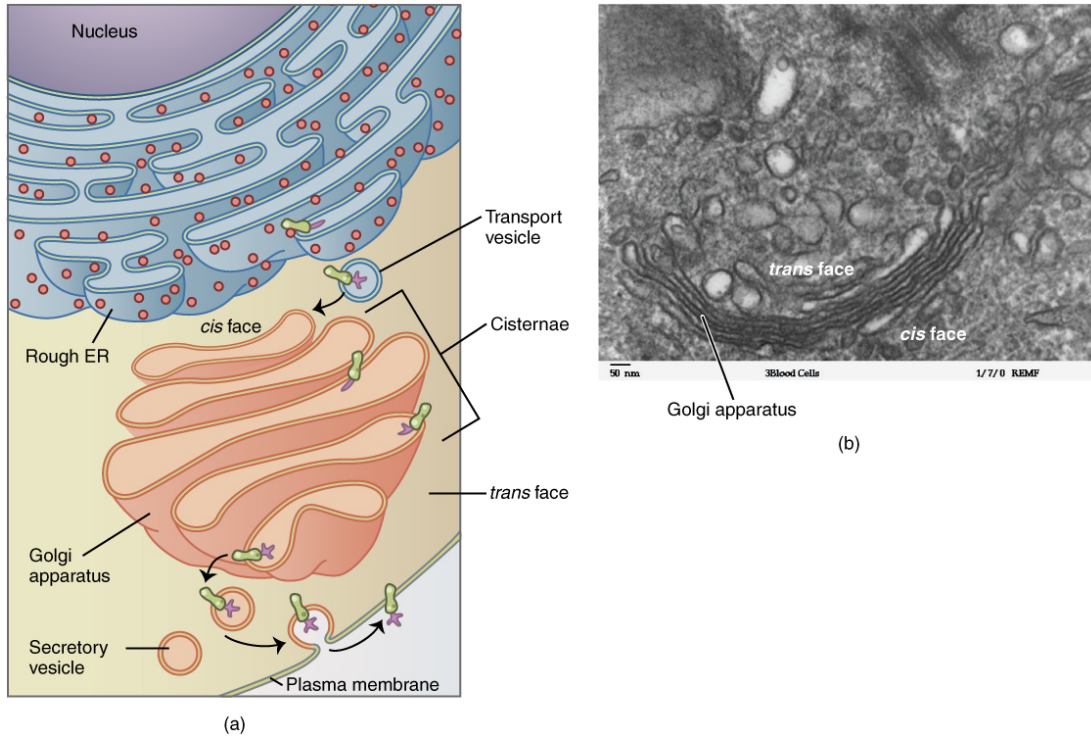 Nucleus
Transport
vesicle
cis face
Cisternae
Rough ER
trans face
Golgi
apparatus
Secretory
vesicle
Plasma membrane
(a)
trans face
cis face
50 nm
3Blood Cells
1/7/0 REMF
Golgi apparatus
(b)